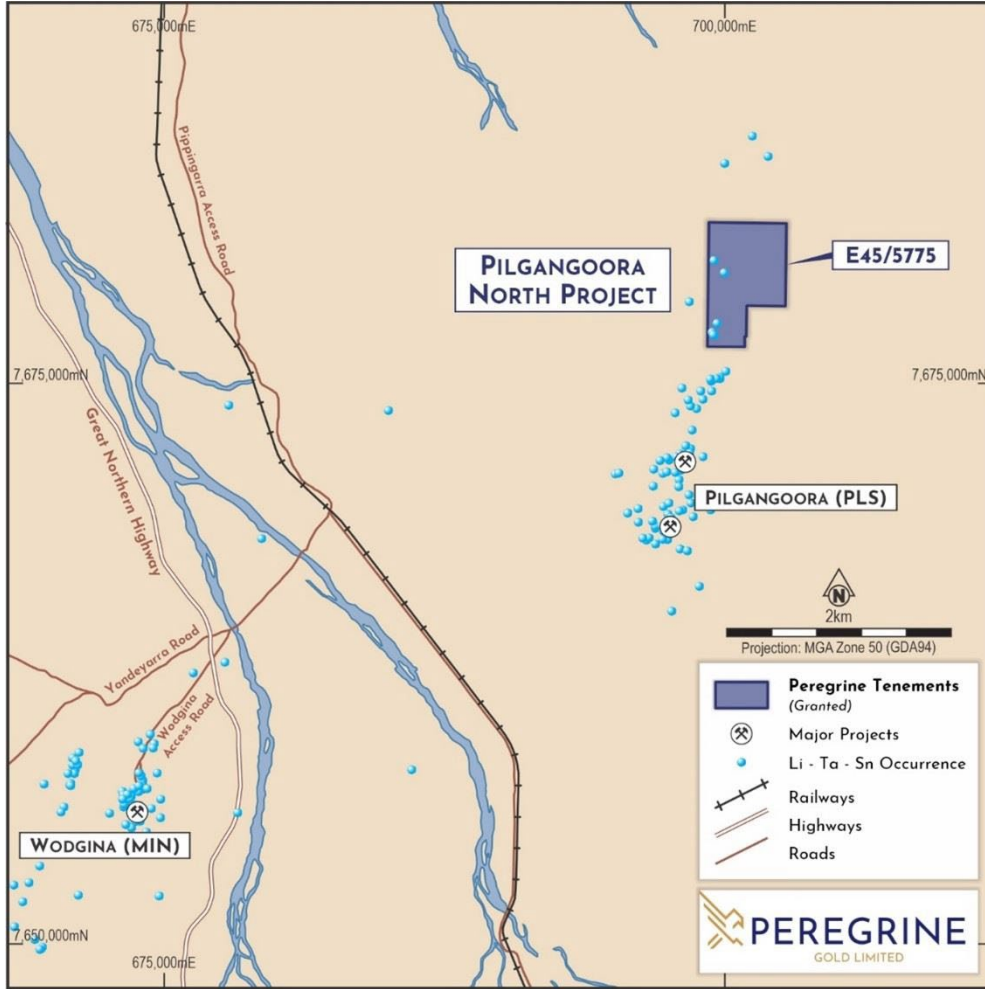 675,000mE
700,000mE
Pippingarra Access Road
PILGANGOORA
NORTH PROJECT
E45/5775
7,675,000mN
7,675,000mN
Great Northern Highway
PILGANGOORA (PLS)
N
2km
Projection: MGA Zone 50 (GDA94)
Yandeyarra Road
Wodgina
Access Road
WODGINA (MIN)
7,650,000mN
675,000mE
Peregrine Tenements
(Granted)
Major Projects
Li - Ta - Sn Occurrence
Railways
Highways
Roads
PEREGRINE
GOLD LIMITED